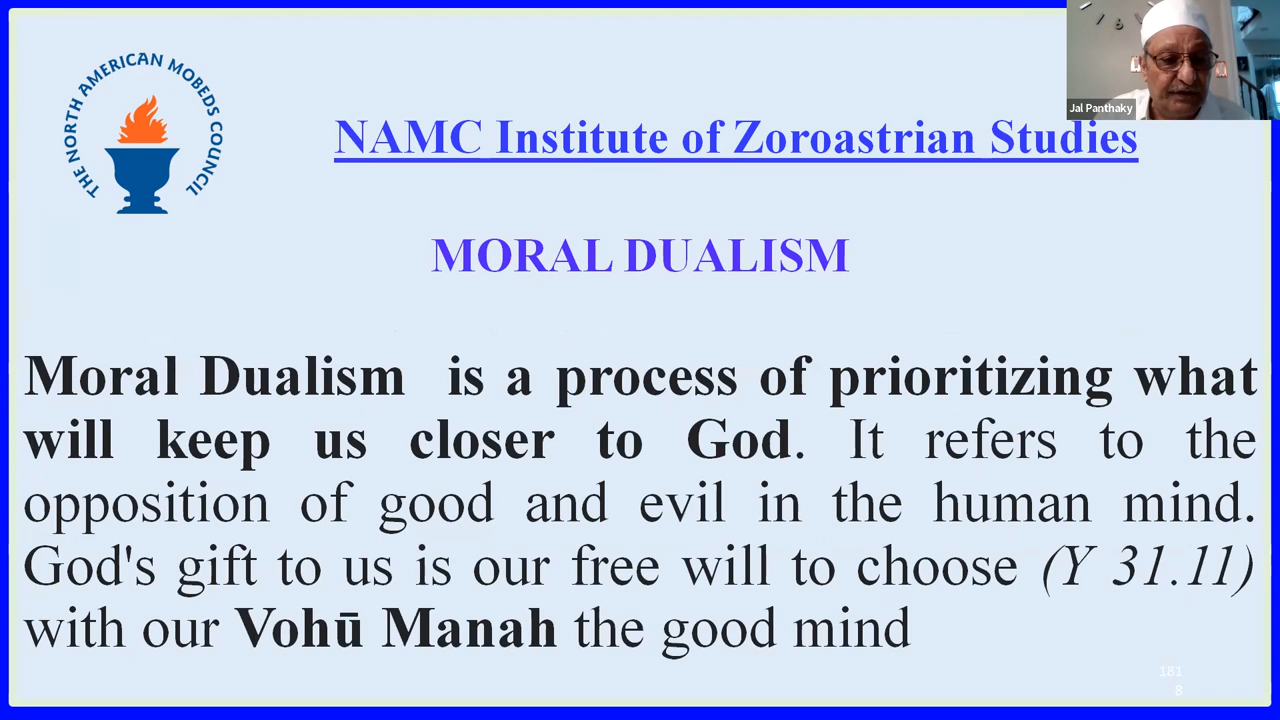 THE NORTH AMERICAN MOBEDS COUNCIL
Jal Panthaky
NAMC Institute of Zoroastrian Studies
MORAL DUALISM
Moral Dualism is a process of prioritizing what
will keep us closer to God. It refers to the
opposition of good and evil in the human mind.
God's gift to us is our free will to choose (Y 31.11)
with our Vohū Manah the good mind
181
8